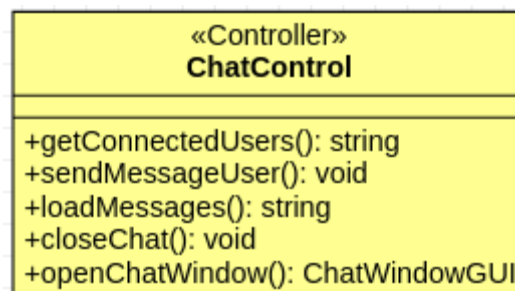 «Controller»
ChatControl
+getConnectedUsers(): string
+sendMessageUser(): void
+loadMessages(): string
+closeChat(): void
+openChatWindow(): ChatWindowGUI